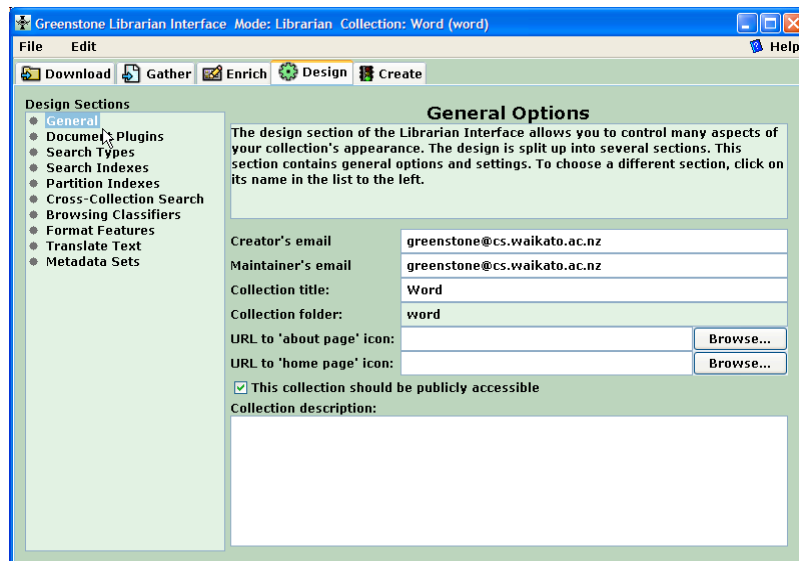 Greenstone Librarian Interface  Mode: Librarian  Collection: Word (word)
File Edit Help
Download Gather Enrich Design Create
Design Sections
General
Document Plugins
Search Types
Search Indexes
Partition Indexes
Cross-Collection Search
Browsing Classifiers
Format Features
Translate Text
Metadata Sets
General Options
The design section of the Librarian Interface allows you to control many aspects of
your collection's appearance. The design is split up into several sections. This
section contains general options and settings. To choose a different section, click on
its name in the list to the left.
Creator's email greenstone@cs.waikato.ac.nz
Maintainer's email greenstone@cs.waikato.ac.nz
Collection title: Word
Collection folder: word
URL to 'about page' icon: Browse...
URL to 'home page' icon: Browse...
This collection should be publicly accessible
Collection description: